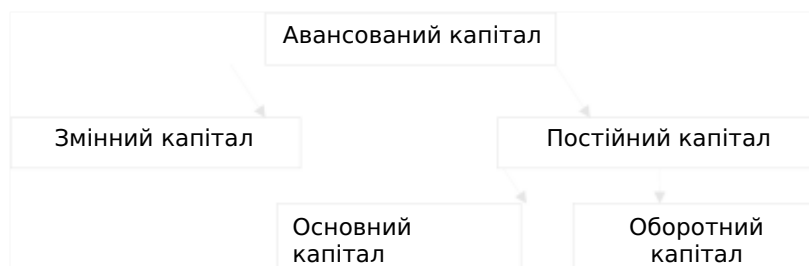 Авансований капітал
Змінний капітал
Постійний капітал
Основний
капітал
Оборотний
капітал